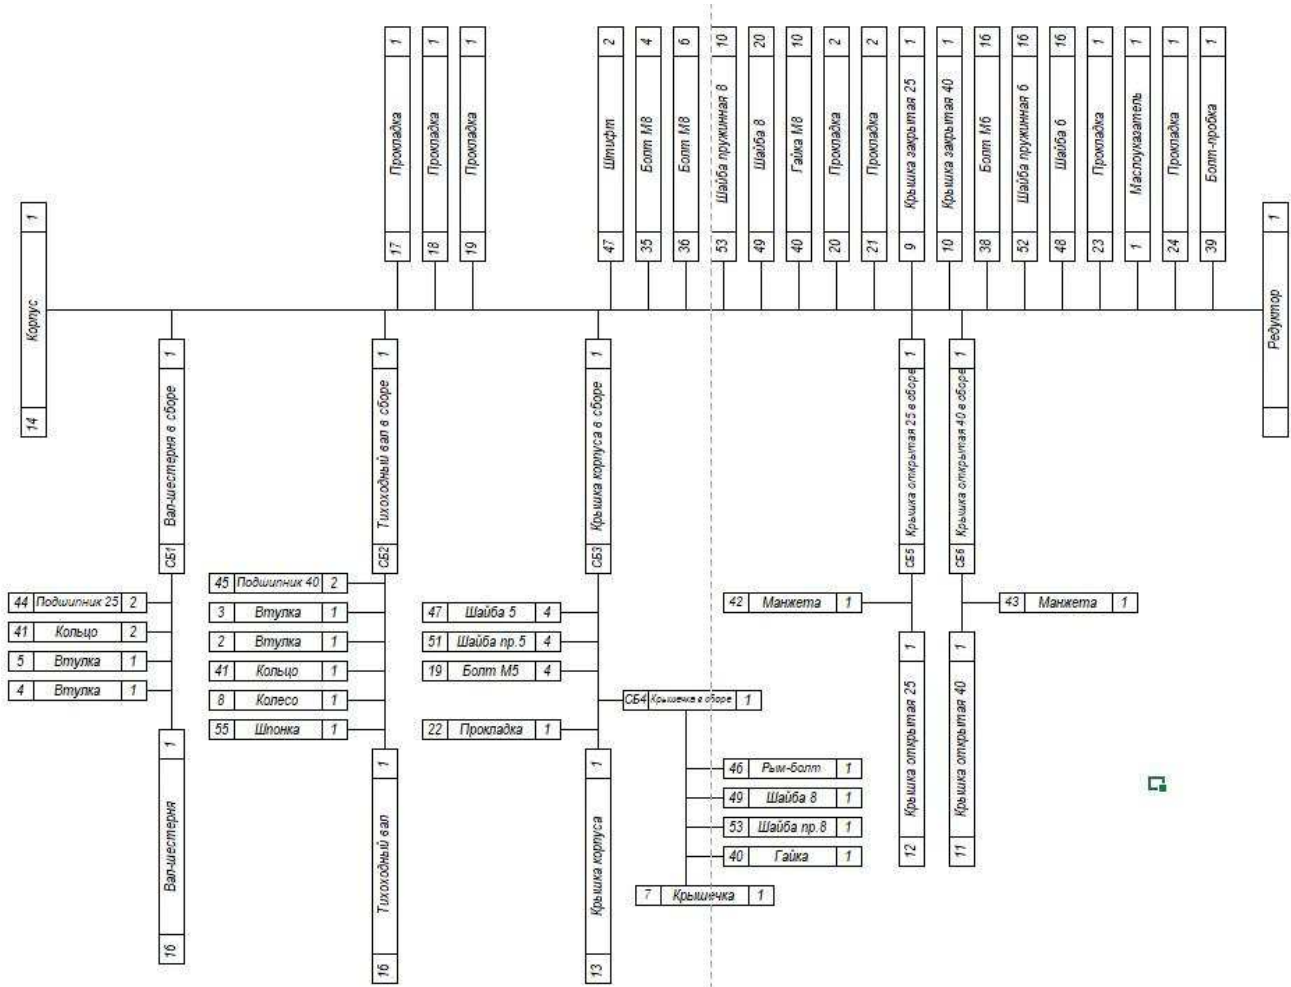 17 Прокладка 1
18 Прокладка 1
19 Прокладка 1
47 Штифт 2
35 Болт М8 4
36 Болт М8 6
53 Шайба пружинная 8 10
49 Шайба 8 20
40 Гайка М8 10
20 Прокладка 2
21 Прокладка 2
9 Крышка закрытая 25 1
10 Крышка закрытая 40 1
38 Болт М6 16
52 Шайба пружинная 6 16
48 Шайба 6 16
23 Прокладка 1
1 Маслоуказатель 1
24 Прокладка 1
39 Болт-пробка 1
14 Корпус 1
Редуктор 1
СБ1 Вал-шестерня в сборе 1
СБ2 Тихоходный вал в сборе 1
СБ3 Крышка корпуса в сборе 1
СБ5 Крышка открытая 25 в сборе 1
СБ6 Крышка открытая 40 в сборе 1
44 Подшипник 25 2
41 Кольцо 2
5 Втулка 1
4 Втулка 1
16 Вал-шестерня 1
45 Подшипник 40 2
3 Втулка 1
2 Втулка 1
41 Кольцо 1
8 Колесо 1
55 Шпонка 1
16 Тихоходный вал 1
47 Шайба 5 4
51 Шайба пр.5 4
19 Болт М5 4
СБ4 Крышечка в сборе 1
22 Прокладка 1
13 Крышка корпуса 1
46 Рым-болт 1
49 Шайба 8 1
53 Шайба пр.8 1
40 Гайка 1
7 Крышечка 1
42 Манжета 1
12 Крышка открытая 25 1
43 Манжета 1
11 Крышка открытая 40 1